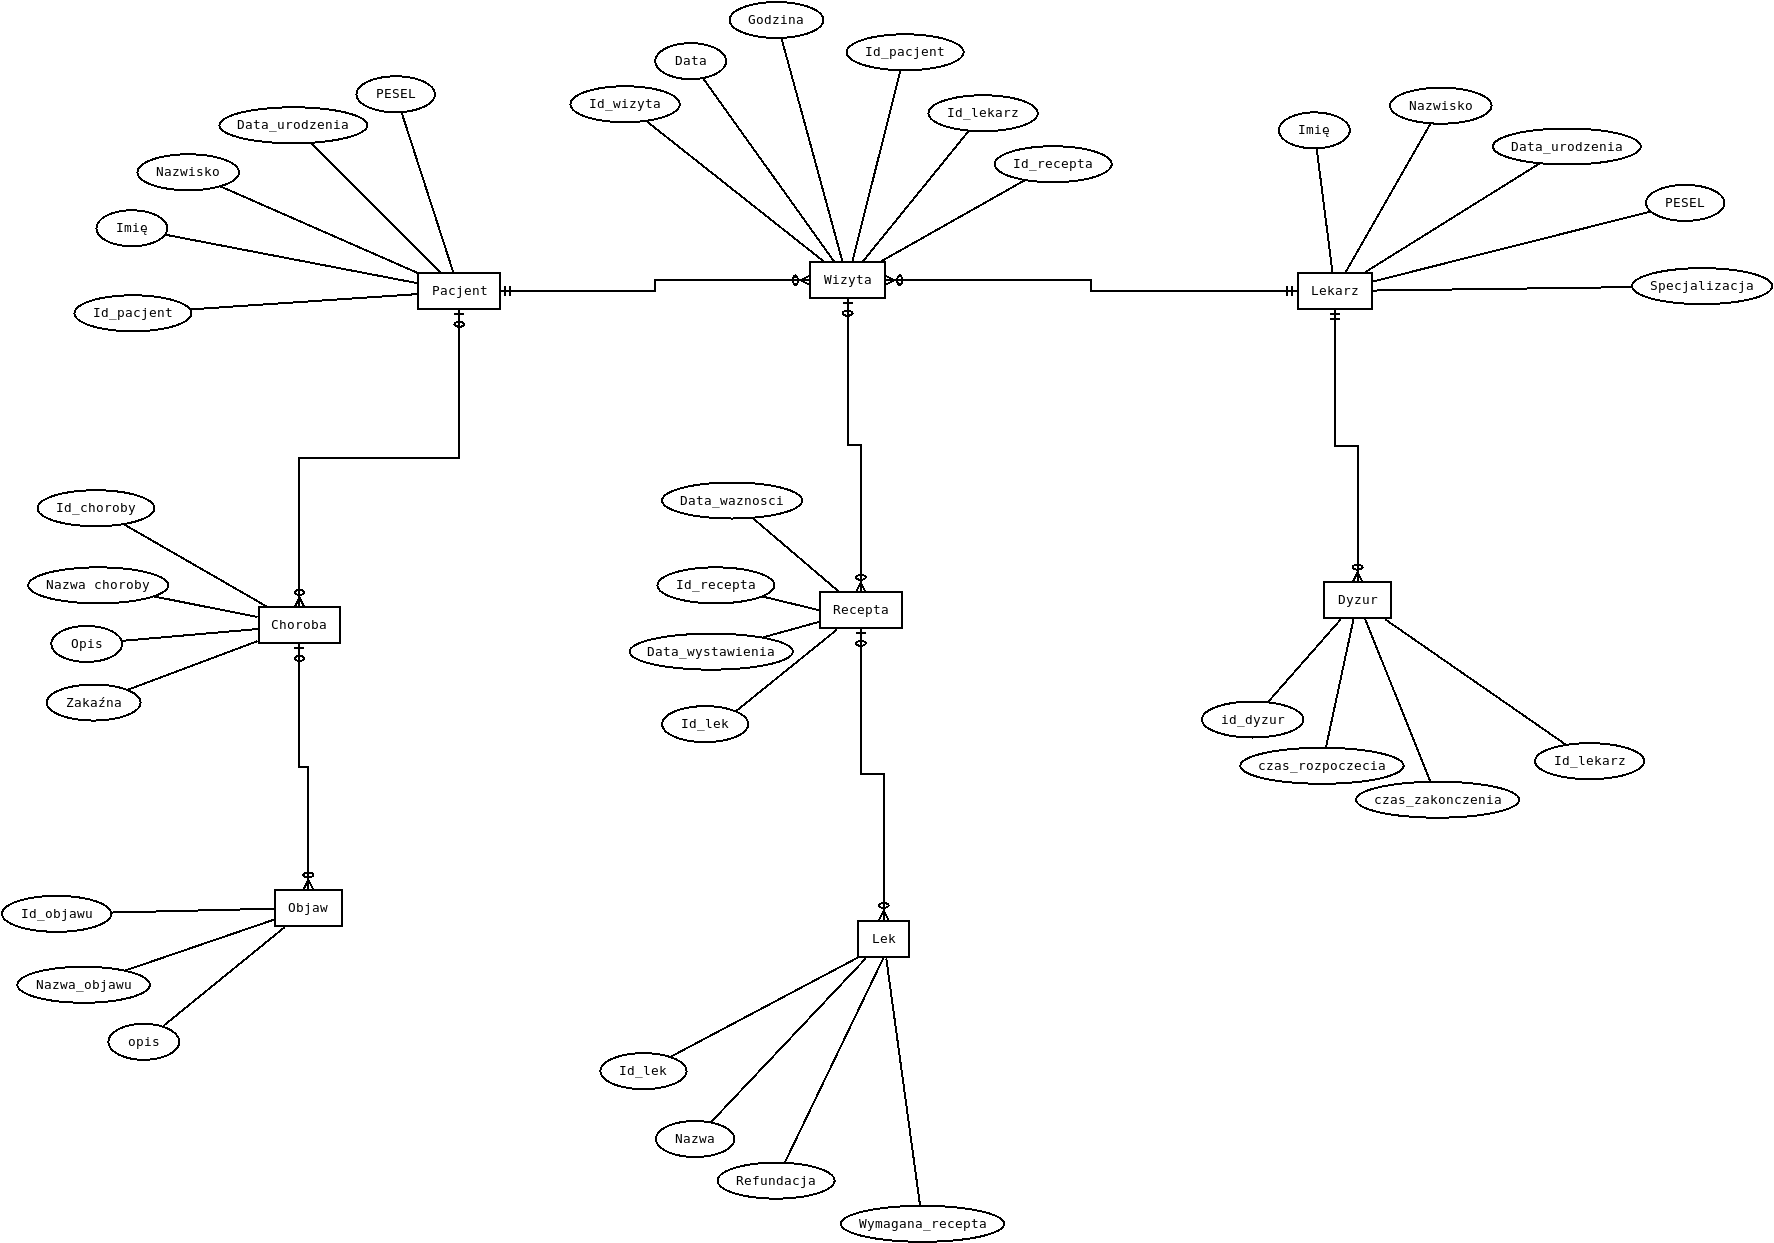 Godzina
Data
Id_pacjent
PESEL
Id_wizyta
Nazwisko
Id_lekarz
Data_urodzenia
Imię
Data_urodzenia
Id_recepta
Nazwisko
PESEL
Imię
Wizyta
Specjalizacja
Pacjent
Lekarz
Id_pacjent
Data_waznosci
Id_choroby
Nazwa choroby
Id_recepta
Dyzur
Recepta
Choroba
Opis
Data_wystawienia
Zakaźna
Id_lek
id_dyzur
Id_lekarz
czas_rozpoczecia
czas_zakonczenia
Objaw
Id_objawu
Lek
Nazwa_objawu
opis
Id_lek
Nazwa
Refundacja
Wymagana_recepta